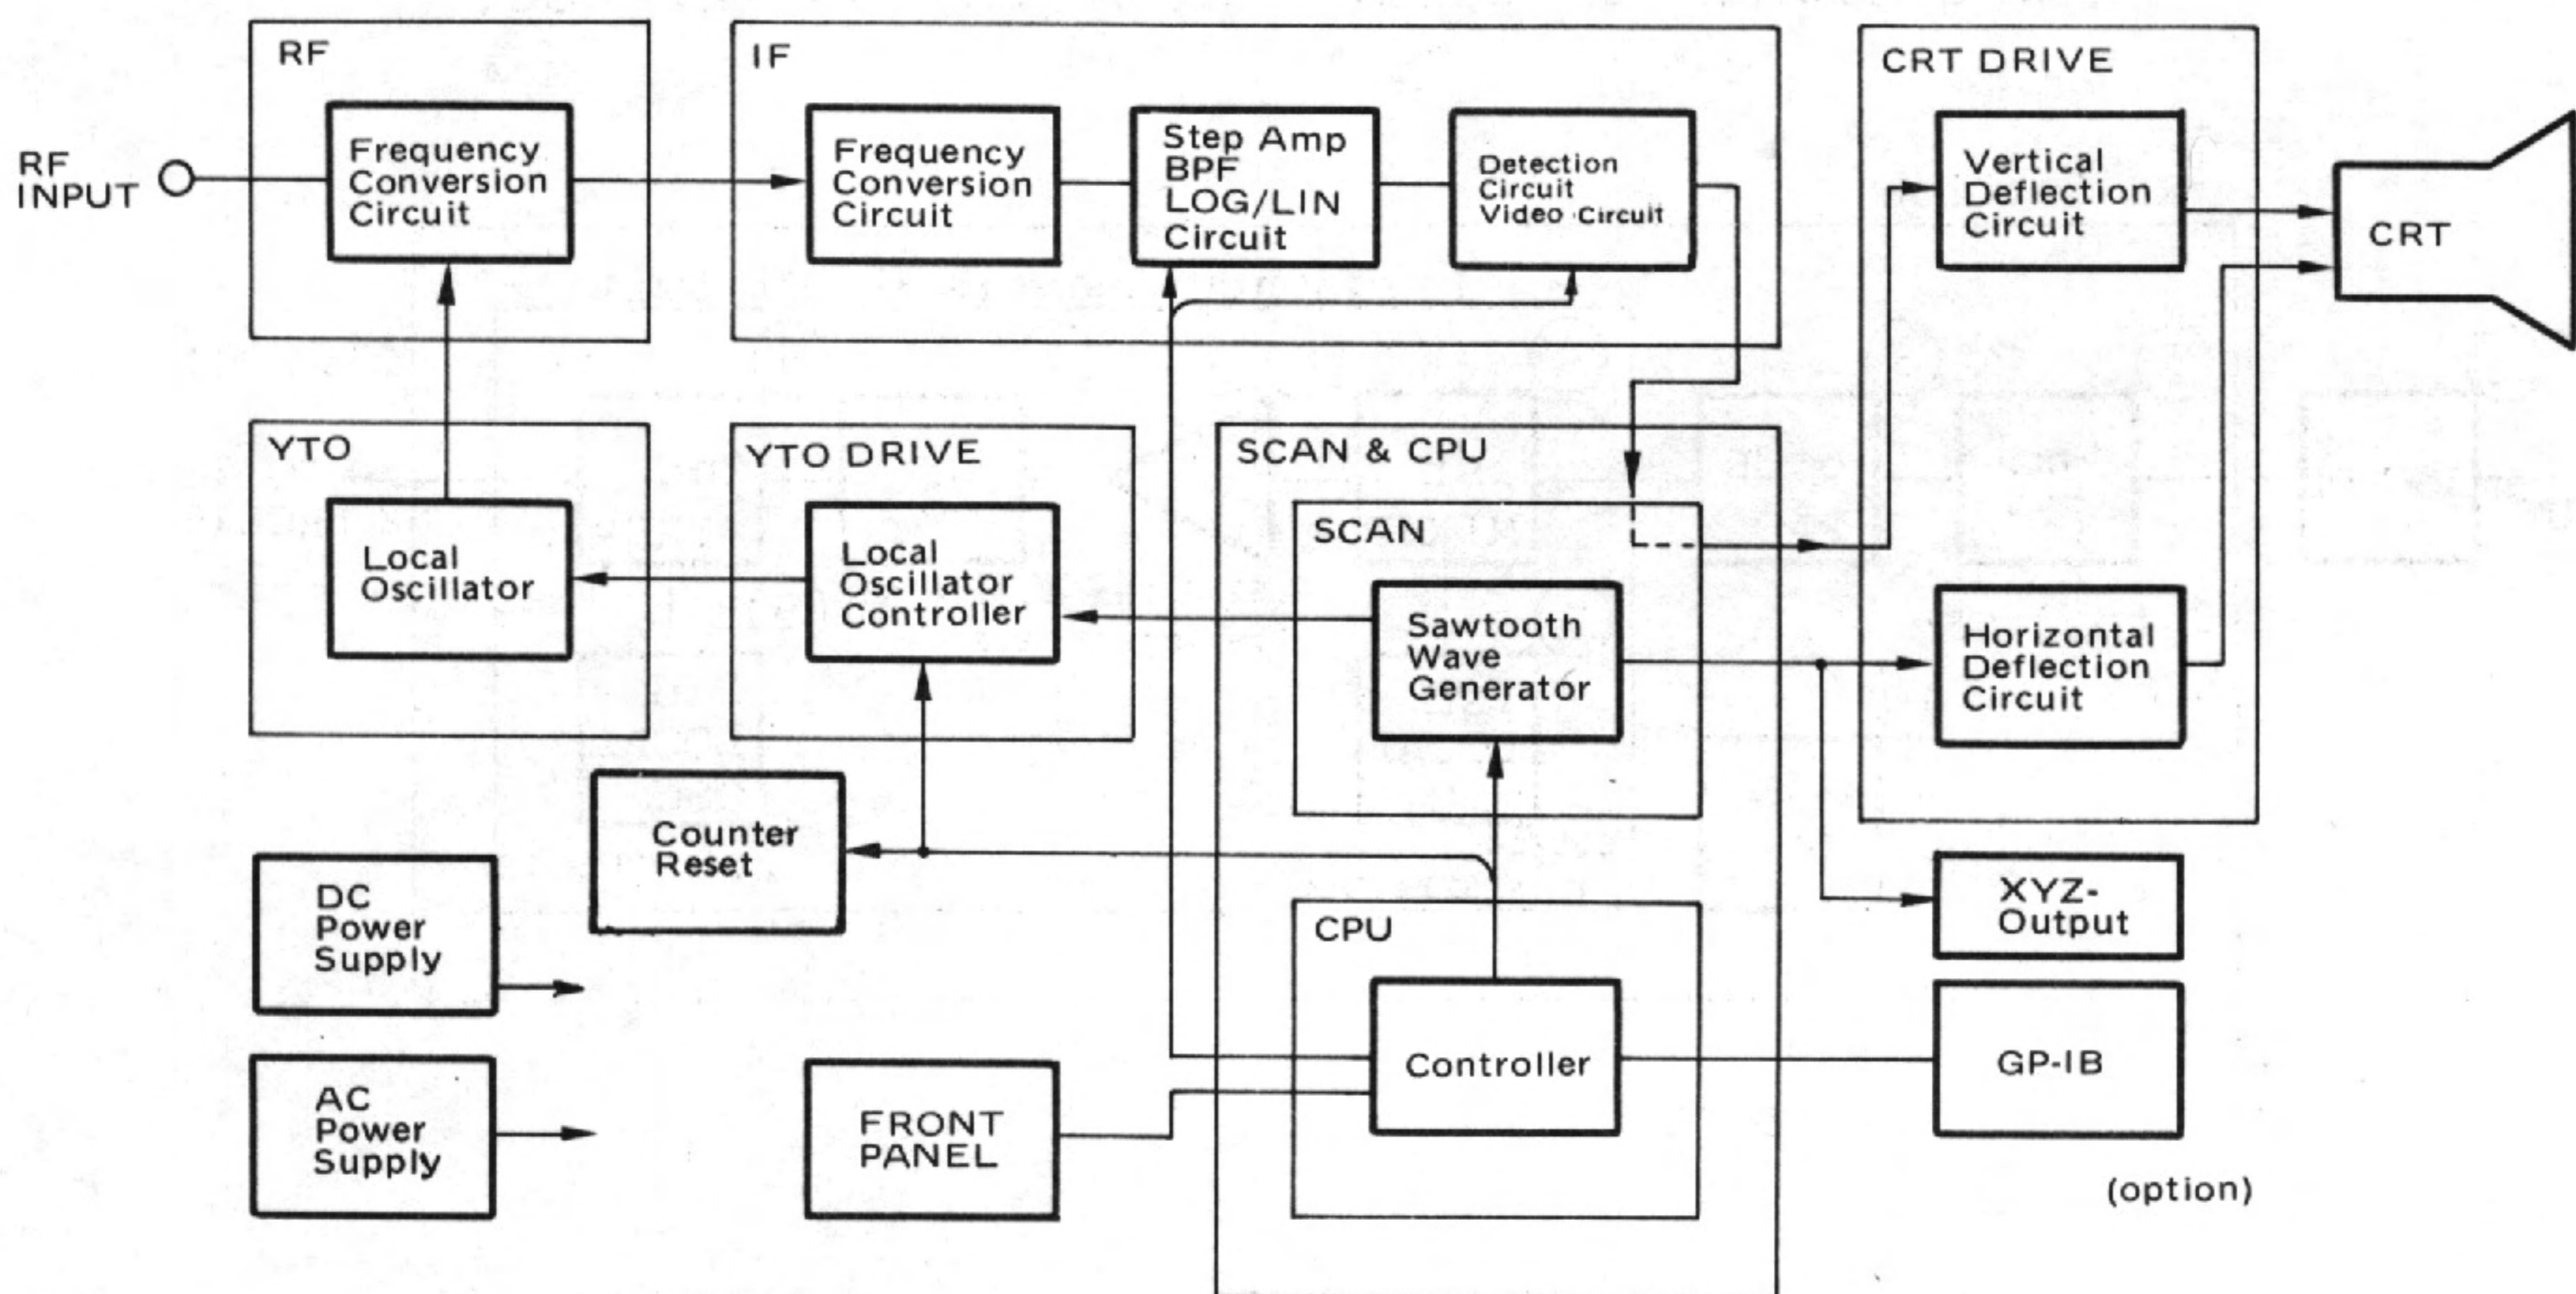 RF
IF
CRT DRIVE
RF
INPUT
Frequency
Conversion
Circuit
Frequency
Conversion
Circuit
Step Amp
BPF
LOG/LIN
Circuit
Detection
Circuit
Video Circuit
Vertical
Deflection
Circuit
CRT
YTO
YTO DRIVE
SCAN & CPU
SCAN
Local
Oscillator
Local
Oscillator
Controller
Sawtooth
Wave
Generator
Horizontal
Deflection
Circuit
Counter
Reset
DC
Power
Supply
CPU
XYZ-
Output
AC
Power
Supply
FRONT
PANEL
Controller
GP-IB
(option)